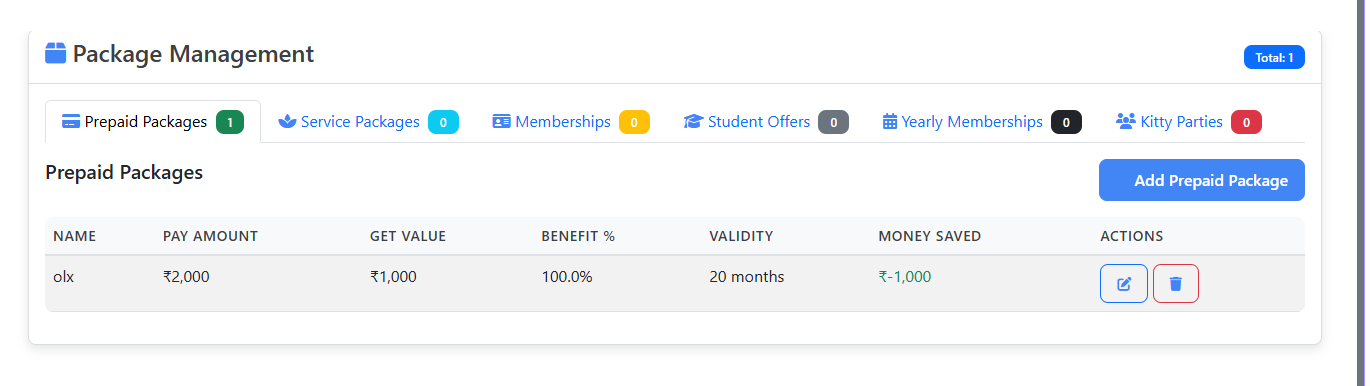 Package Management
Total: 1
Prepaid Packages 1 Service Packages 0 Memberships 0 Student Offers 0 Yearly Memberships 0 Kitty Parties 0
Prepaid Packages
Add Prepaid Package
NAME PAY AMOUNT GET VALUE BENEFIT % VALIDITY MONEY SAVED ACTIONS
olx ₹2,000 ₹1,000 100.0% 20 months ₹-1,000